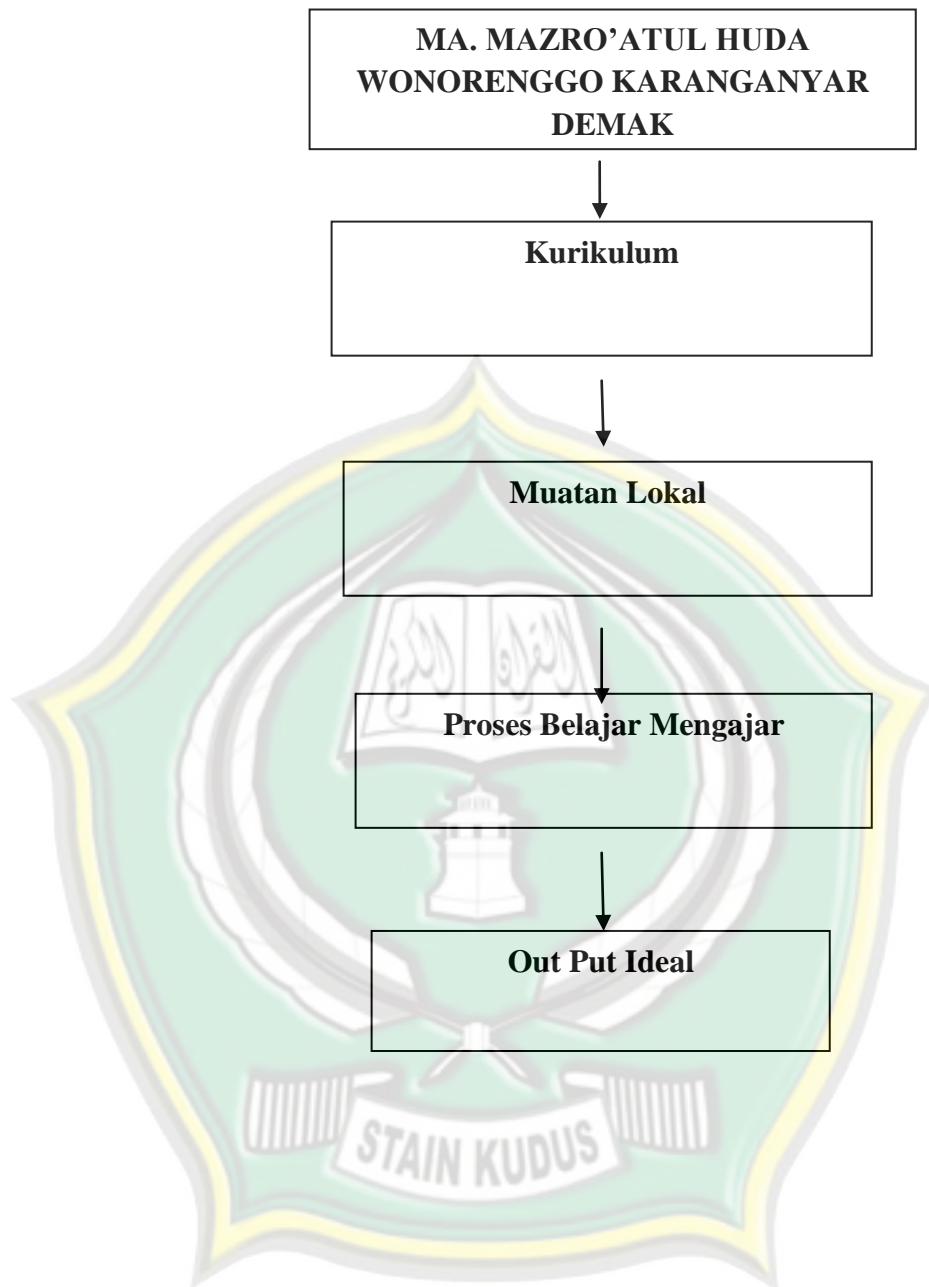 MA. MAZRO’ATUL HUDA
WONORENGGO KARANGANYAR
DEMAK
Kurikulum
Muatan Lokal
Proses Belajar Mengajar
Out Put Ideal
STAIN KUDUS